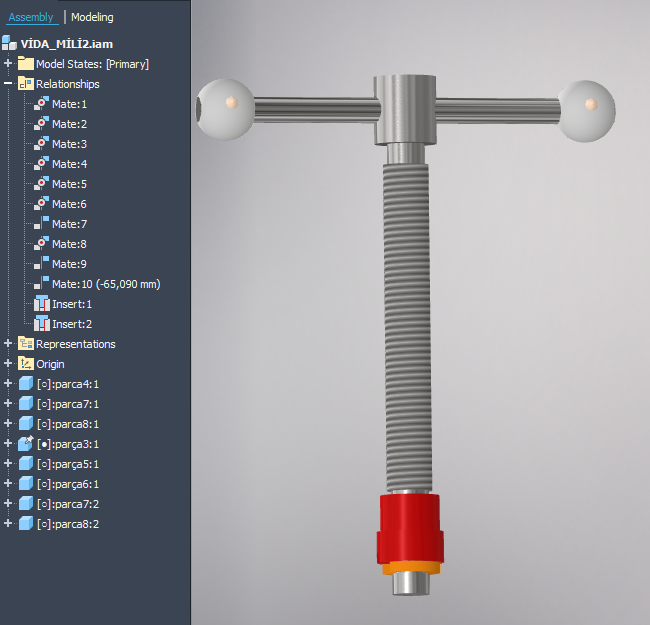 Assembly | Modeling
VİDA_MİLİ2.iam
Model States: [Primary]
Relationships
Mate:1
Mate:2
Mate:3
Mate:4
Mate:5
Mate:6
Mate:7
Mate:8
Mate:9
Mate:10 (-65,090 mm)
Insert:1
Insert:2
Representations
Origin
[○]:parca4:1
[○]:parca7:1
[○]:parca8:1
[●]:parça3:1
[○]:parça5:1
[○]:parça6:1
[○]:parca7:2
[○]:parca8:2